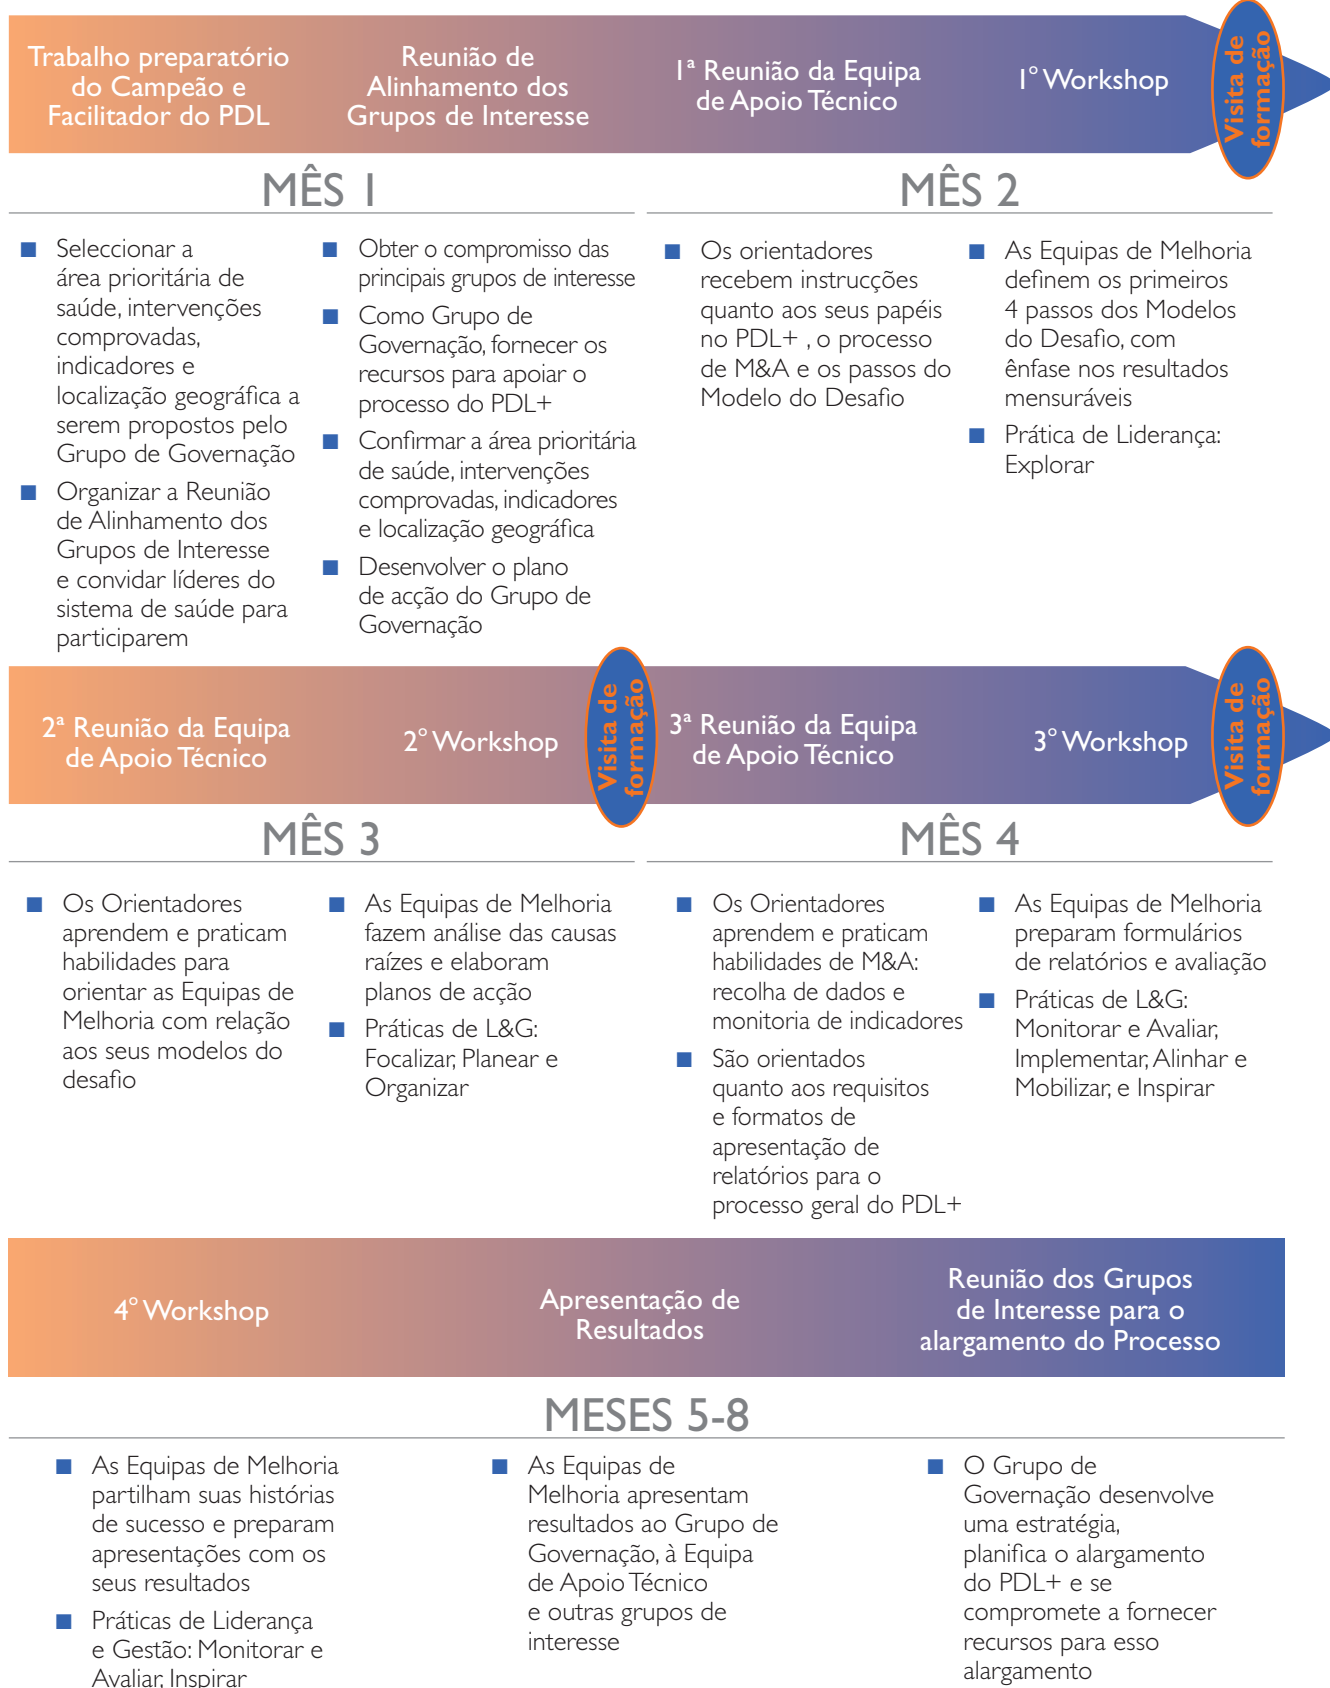 Trabalho preparatório
do Campeão e
Facilitador do PDL
Reunião de
Alinhamento dos
Grupos de Interesse
1ª Reunião da Equipa
de Apoio Técnico
1º Workshop
Visita de
formação
MÊS 1
■ Seleccionar a
área prioritária de
saúde, intervenções
comprovadas,
indicadores e
localização geográfica a
serem propostos pelo
Grupo de Governação
■ Organizar a Reunião
de Alinhamento dos
Grupos de Interesse
e convidar líderes do
sistema de saúde para
participarem
■ Obter o compromisso das
principais grupos de interesse
■ Como Grupo de
Governação, fornecer os
recursos para apoiar o
processo do PDL+
■ Confirmar a área prioritária
de saúde, intervenções
comprovadas, indicadores
e localização geográfica
■ Desenvolver o plano
de acção do Grupo de
Governação
MÊS 2
■ Os orientadores
recebem instrucções
quanto aos seus papéis
no PDL+ , o processo
de M&A e os passos do
Modelo do Desafio
■ As Equipas de Melhoria
definem os primeiros
4 passos dos Modelos
do Desafio, com
ênfase nos resultados
mensuráveis
■ Prática de Liderança:
Explorar
2ª Reunião da Equipa
de Apoio Técnico
2º Workshop
Visita de
formação
3ª Reunião da Equipa
de Apoio Técnico
3º Workshop
Visita de
formação
MÊS 3
■ Os Orientadores
aprendem e praticam
habilidades para
orientar as Equipas de
Melhoria com relação
aos seus modelos do
desafio
■ As Equipas de Melhoria
fazem análise das causas
raízes e elaboram
planos de acção
■ Práticas de L&G:
Focalizar, Planear e
Organizar
MÊS 4
■ Os Orientadores
aprendem e praticam
habilidades de M&A:
recolha de dados e
monitoria de indicadores
■ São orientados
quanto aos requisitos
e formatos de
apresentação de
relatórios para o
processo geral do PDL+
■ As Equipas de Melhoria
preparam formulários
de relatórios e avaliação
■ Práticas de L&G:
Monitorar e Avaliar,
Implementar, Alinhar e
Mobilizar, e Inspirar
4º Workshop
Apresentação de
Resultados
Reunião dos Grupos
de Interesse para o
alargamento do Processo
MESES 5-8
■ As Equipas de Melhoria
partilham suas histórias
de sucesso e preparam
apresentações com os
seus resultados
■ Práticas de Liderança
e Gestão: Monitorar e
Avaliar, Inspirar
■ As Equipas de
Melhoria apresentam
resultados ao Grupo de
Governação, à Equipa
de Apoio Técnico
e outras grupos de
interesse
■ O Grupo de
Governação desenvolve
uma estratégia,
planifica o alargamento
do PDL+ e se
compromete a fornecer
recursos para esso
alargamento